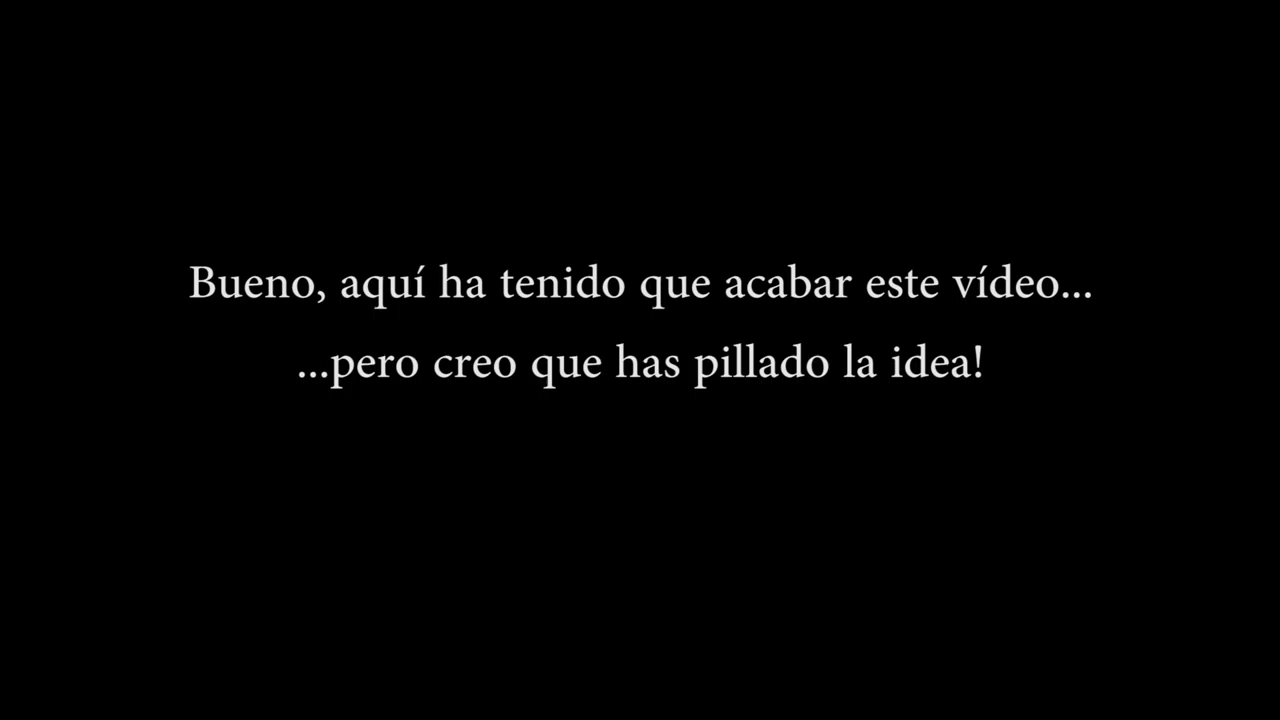 Bueno, aquí ha tenido que acabar este vídeo...
...pero creo que has pillado la idea!